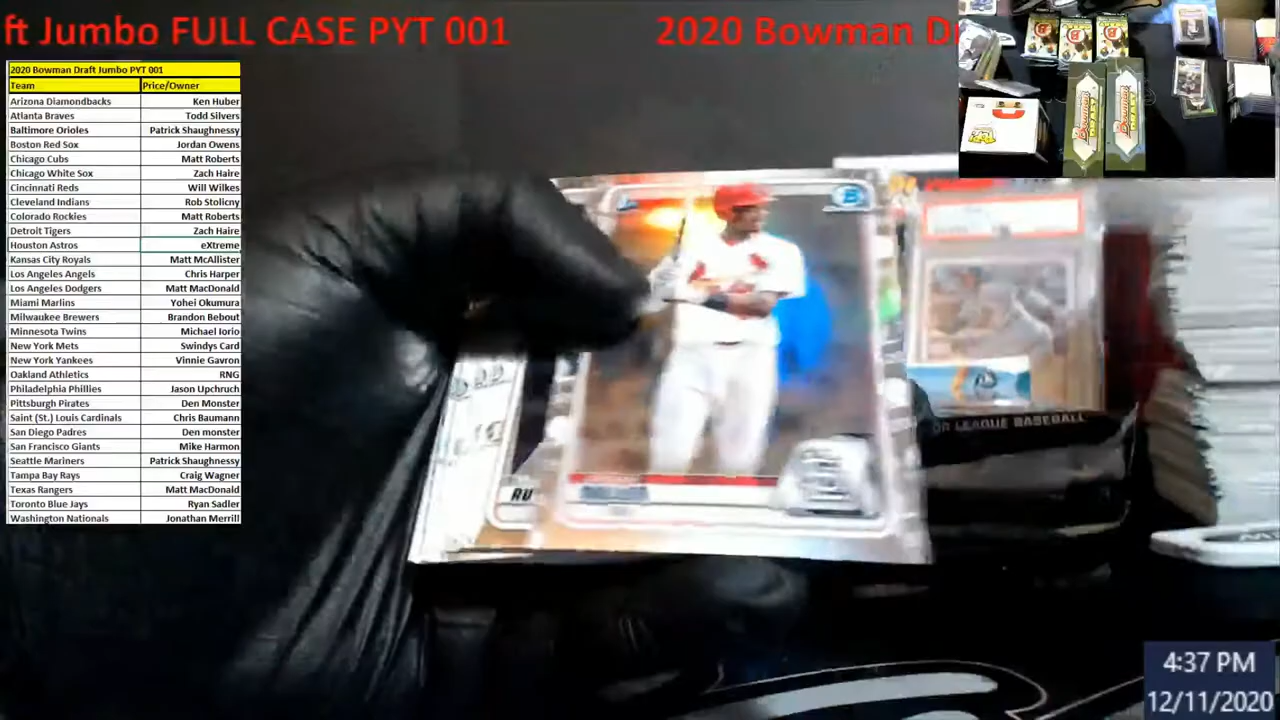 ft Jumbo FULL CASE PYT 001 2020 Bowman D
2020 Bowman Draft Jumbo PYT 001
Team Price/Owner
Arizona Diamondbacks Ken Huber
Atlanta Braves Todd Silvers
Baltimore Orioles Patrick Shaughnessy
Boston Red Sox Jordan Owens
Chicago Cubs Matt Roberts
Chicago White Sox Zach Haire
Cincinnati Reds Will Wilkes
Cleveland Indians Rob Stolicny
Colorado Rockies Matt Roberts
Detroit Tigers Zach Haire
Houston Astros eXtreme
Kansas City Royals Matt McAllister
Los Angeles Angels Chris Harper
Los Angeles Dodgers Matt MacDonald
Miami Marlins Yohei Okumura
Milwaukee Brewers Brandon Bebout
Minnesota Twins Michael Iorio
New York Mets Swindys Card
New York Yankees Vinnie Gavron
Oakland Athletics RNG
Philadelphia Phillies Jason Upchruch
Pittsburgh Pirates Den Monster
Saint (St.) Louis Cardinals Chris Baumann
San Diego Padres Den monster
San Francisco Giants Mike Harmon
Seattle Mariners Patrick Shaughnessy
Tampa Bay Rays Craig Wagner
Texas Rangers Matt MacDonald
Toronto Blue Jays Ryan Sadler
Washington Nationals Jonathan Merrill
B
OR LEAGUE BASEBALL
RU
Bowman DRAFT
Bowman DRAFT
4:37 PM
12/11/2020